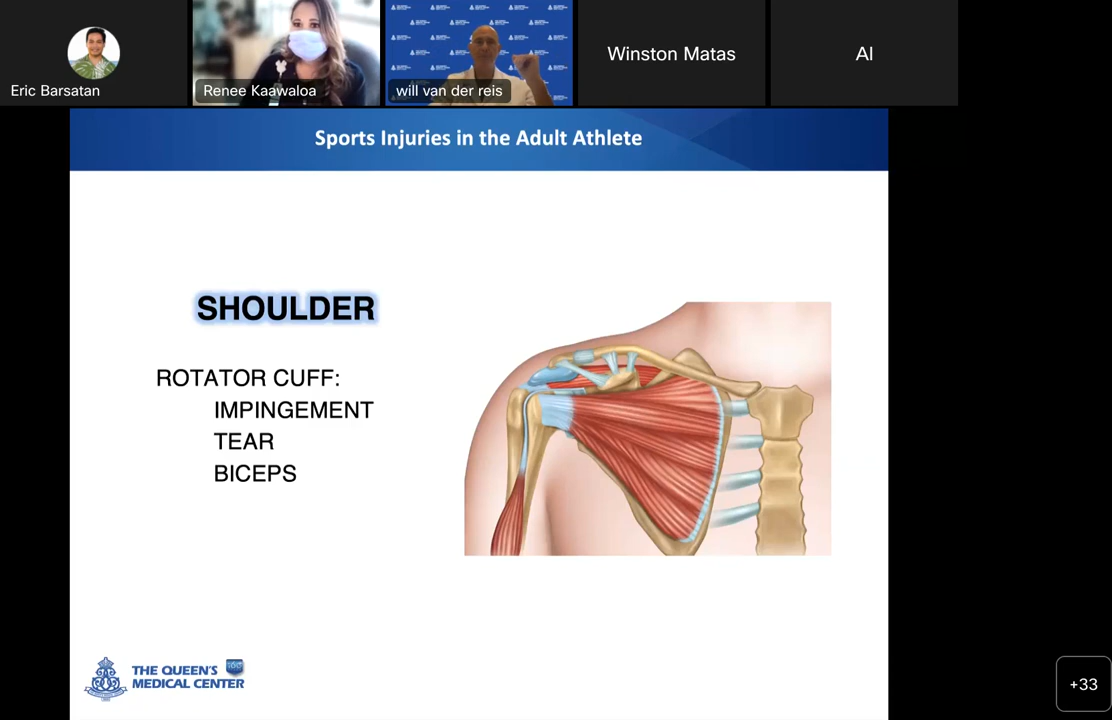 Eric Barsatan
Renee Kaawaloa
will van der reis
Winston Matas
AI
Sports Injuries in the Adult Athlete
SHOULDER
ROTATOR CUFF:
IMPINGEMENT
TEAR
BICEPS
THE QUEEN'S
MEDICAL CENTER
+33